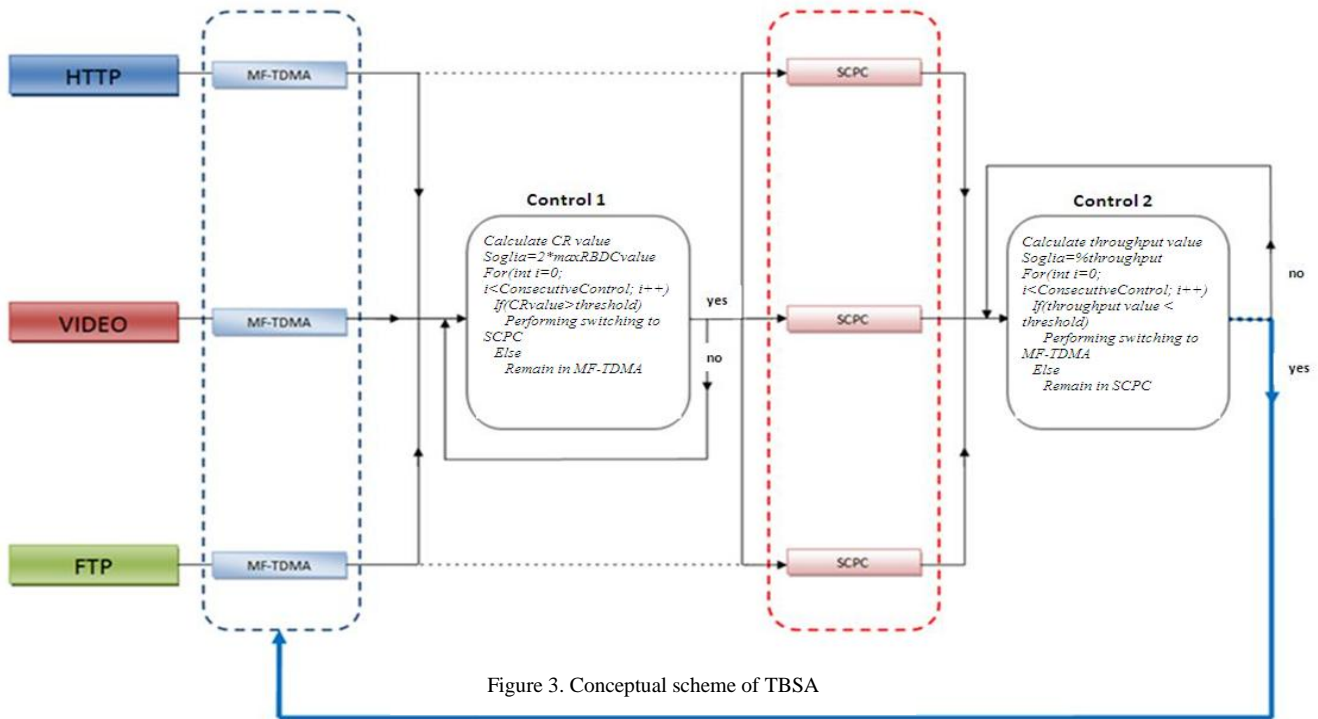 HTTP
MF-TDMA
SCPC
Control 1
Control 2
Calculate CR value
Soglia=2*maxRBDCvalue
For(int i=0;
i<ConsecutiveControl; i++)
If(CRvalue>threshold)
Performing switching to
SCPC
Else
Remain in MF-TDMA
yes
no
Calculate throughput value
Soglia=%throughput
For(int i=0;
i<ConsecutiveControl; i++)
If(throughput value <
threshold)
Performing switching to
MF-TDMA
Else
Remain in SCPC
no
yes
VIDEO
MF-TDMA
SCPC
FTP
MF-TDMA
SCPC
Figure 3. Conceptual scheme of TBSA